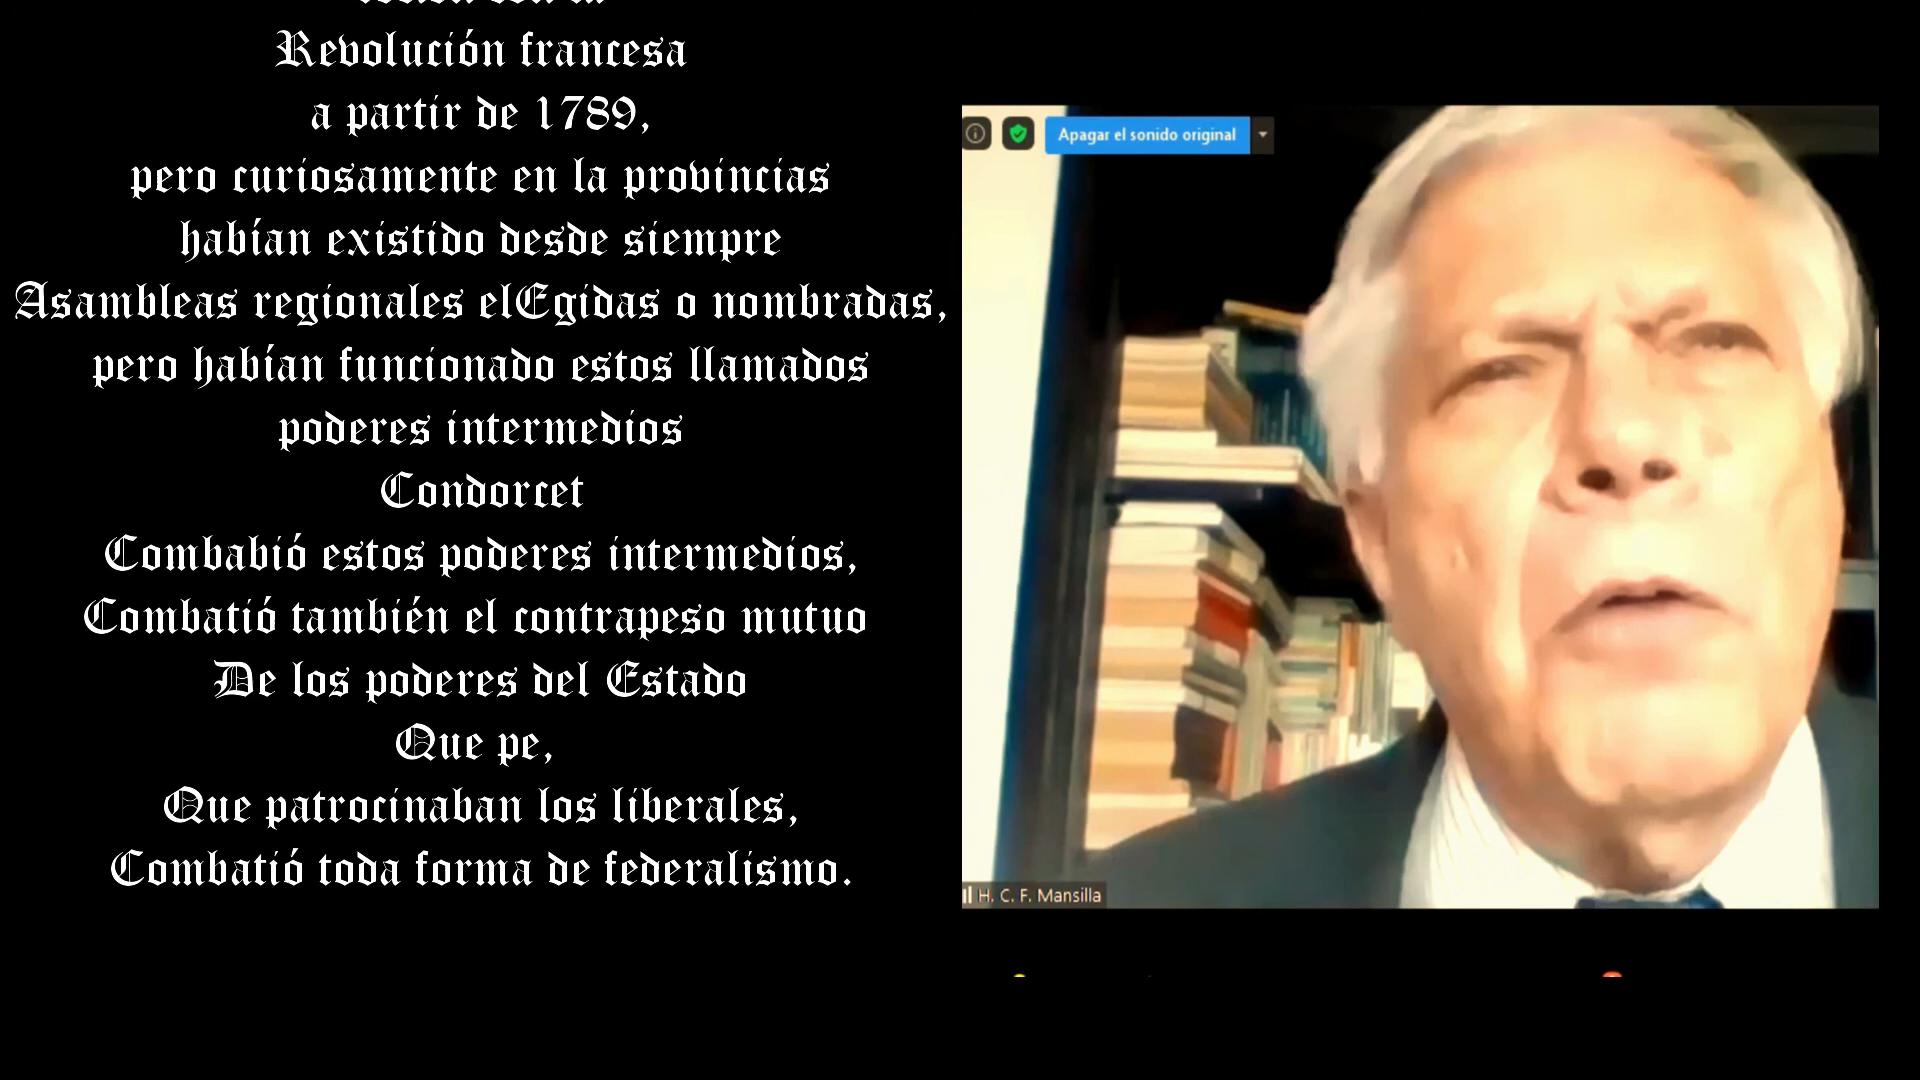 Revolución francesa
a partir de 1789,
pero curiosamente en la provincias
habían existido desde siempre
Asambleas regionales elEgidas o nombradas,
pero habían funcionado estos llamados
poderes intermedios
Condorcet
Combabió estos poderes intermedios,
Combatió también el contrapeso mutuo
De los poderes del Estado
Que pe,
Que patrocinaban los liberales,
Combatió toda forma de federalismo.
Apagar el sonido original
H. C. F. Mansilla